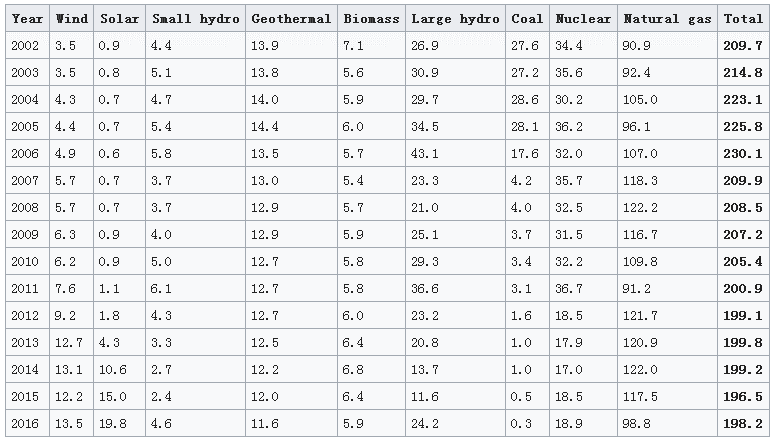 Year Wind Solar Small hydro Geothermal Biomass Large hydro Coal Nuclear Natural gas Total
2002 3.5 0.9 4.4 13.9 7.1 26.9 27.6 34.4 90.9 209.7
2003 3.5 0.8 5.1 13.8 5.6 30.9 27.2 35.6 92.4 214.8
2004 4.3 0.7 4.7 14.0 5.9 29.7 28.6 30.2 105.0 223.1
2005 4.4 0.7 5.4 14.4 6.0 34.5 28.1 36.2 96.1 225.8
2006 4.9 0.6 5.8 13.5 5.7 43.1 17.6 32.0 107.0 230.1
2007 5.7 0.7 3.7 13.0 5.4 23.3 4.2 35.7 118.3 209.9
2008 5.7 0.7 3.7 12.9 5.7 21.0 4.0 32.5 122.2 208.5
2009 6.3 0.9 4.0 12.9 5.9 25.1 3.7 31.5 116.7 207.2
2010 6.2 0.9 5.0 12.7 5.8 29.3 3.4 32.2 109.8 205.4
2011 7.6 1.1 6.1 12.7 5.8 36.6 3.1 36.7 91.2 200.9
2012 9.2 1.8 4.3 12.7 6.0 23.2 1.6 18.5 121.7 199.1
2013 12.7 4.3 3.3 12.5 6.4 20.8 1.0 17.9 120.9 199.8
2014 13.1 10.6 2.7 12.2 6.8 13.7 1.0 17.0 122.0 199.2
2015 12.2 15.0 2.4 12.0 6.4 11.6 0.5 18.5 117.5 196.5
2016 13.5 19.8 4.6 11.6 5.9 24.2 0.3 18.9 98.8 198.2